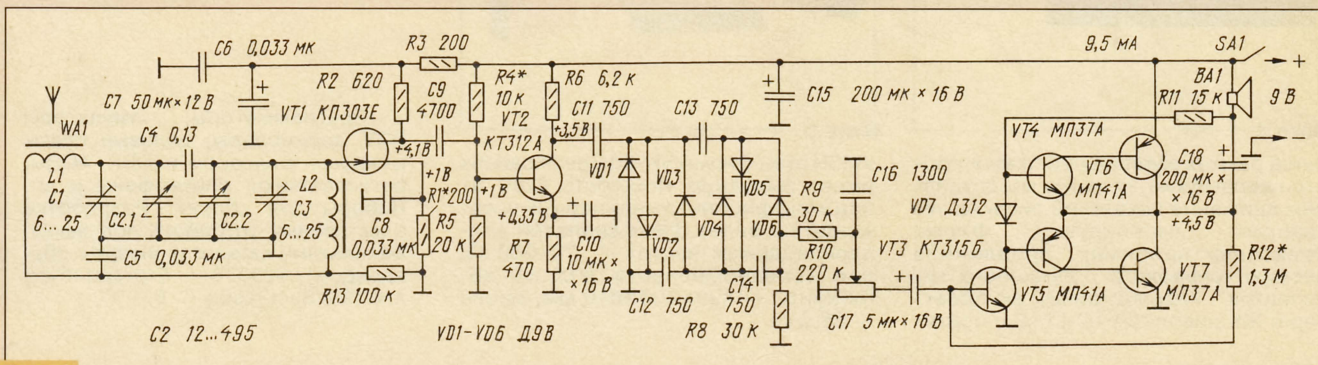 C6 0,033 мк
R3 200
9,5 мА
SA1
+
C7 50 мк × 12 В
R2 620
C9 4700
R4* 10 к
R6 6,2 к
C11 750
C13 750
+
C15 200 мк × 16 В
BA1
R11 15 к
9 В
−
WA1
VT1 КП303Е
VT2 КТ312А
C4 0,13
+4,1 В
+3,5 В
VT4 МП37А
VT6 МП41А
+
C18 200 мк × 16 В
L1
C1 6...25
C2.1
C2.2
L2
C3 6...25
+1 В
R1* 200
+1 В
VD1
VD3
VD5
C16 1300
VD7 Д312
C8 0,033 мк
R5 20 к
+0,35 В
+
C10 10 мк × 16 В
VD2
VD4
VD6
R9 30 к
+4,5 В
C5 0,033 мк
R7 470
R10 220 к
VT3 КТ315Б
R12* 1,3 М
R13 100 к
C12 750
C14 750
+
VT5 МП41А
VT7 МП37А
C2 12...495
VD1-VD6 Д9В
R8 30 к
C17 5 мк × 16 В